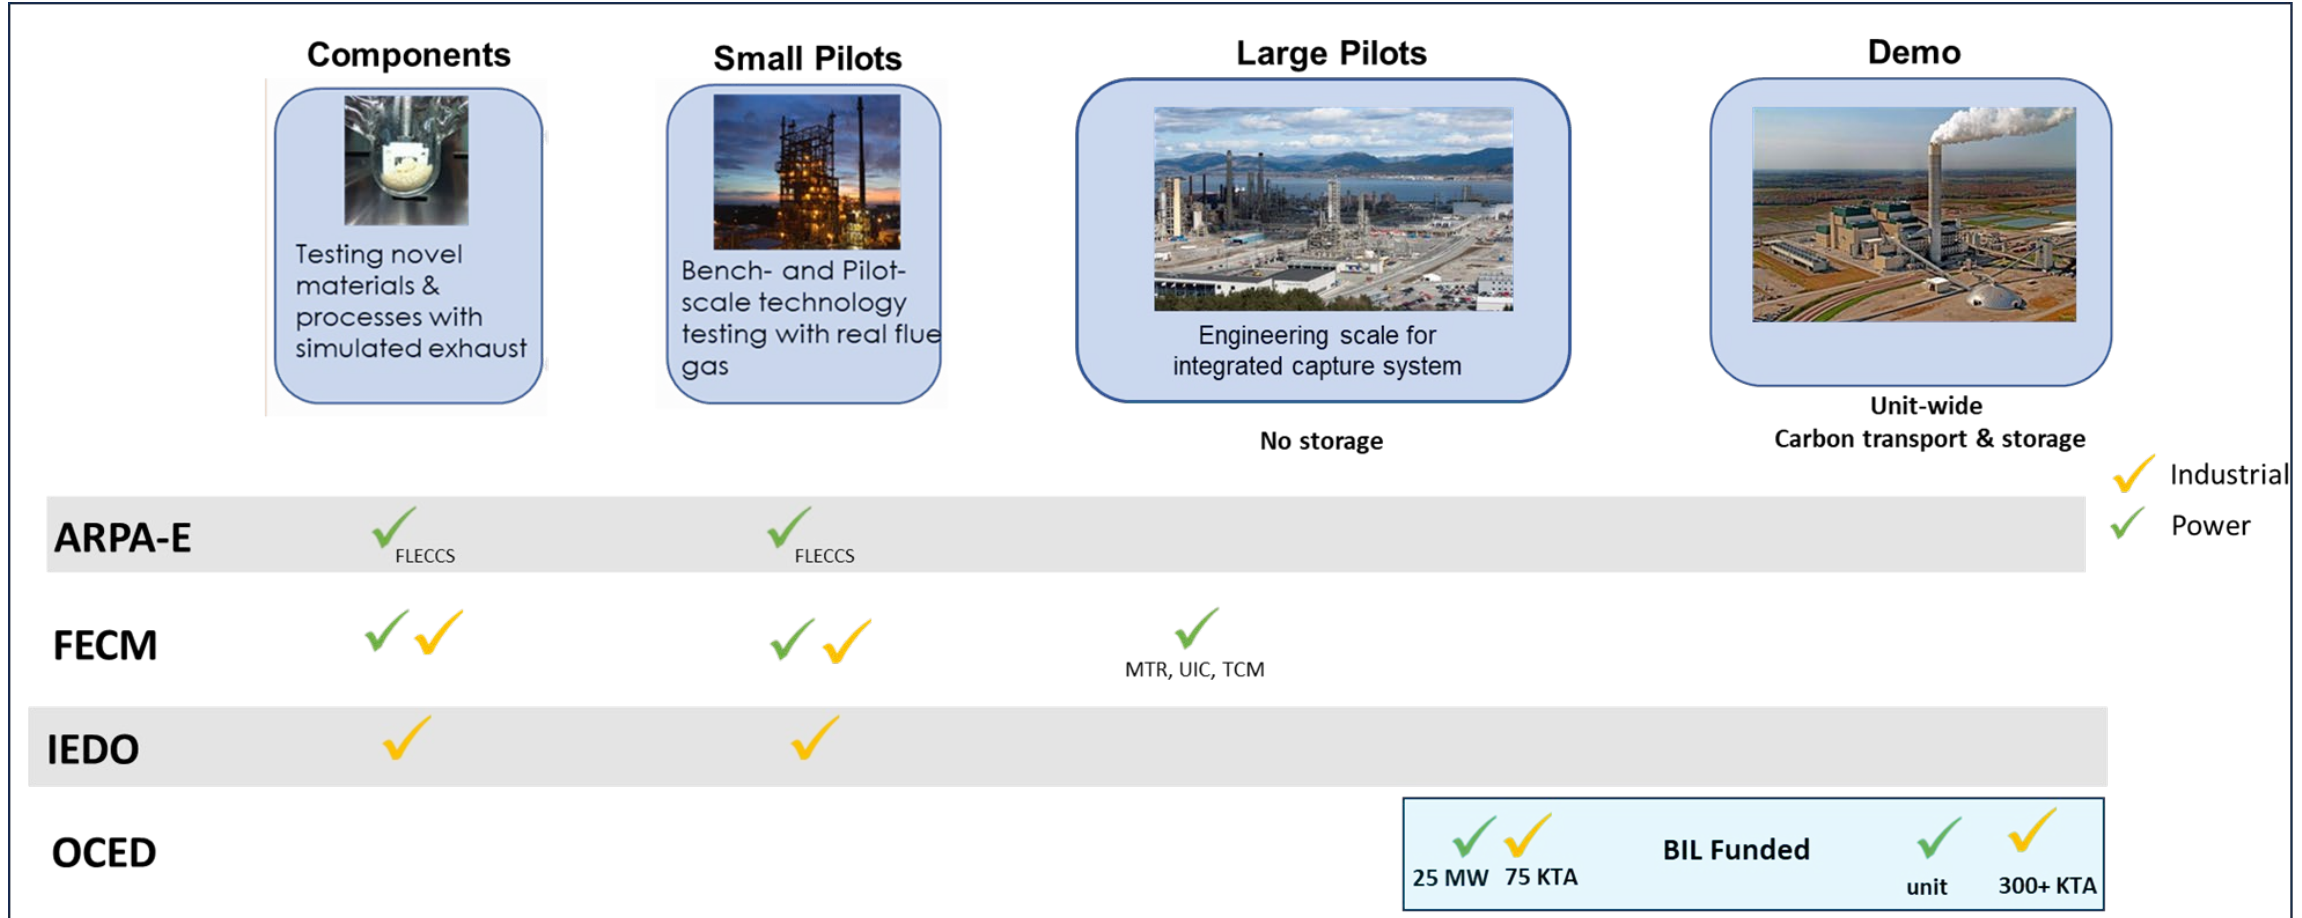 Components
Small Pilots
Large Pilots
Demo
Testing novel
materials &
processes with
simulated exhaust
Bench- and Pilot-
scale technology
testing with real flue
gas
Engineering scale for
integrated capture system
No storage
Unit-wide
Carbon transport & storage
Industrial
Power
ARPA-E
FLECCS
FLECCS
FECM
MTR, UIC, TCM
IEDO
OCED
25 MW
75 KTA
BIL Funded
unit
300+ KTA